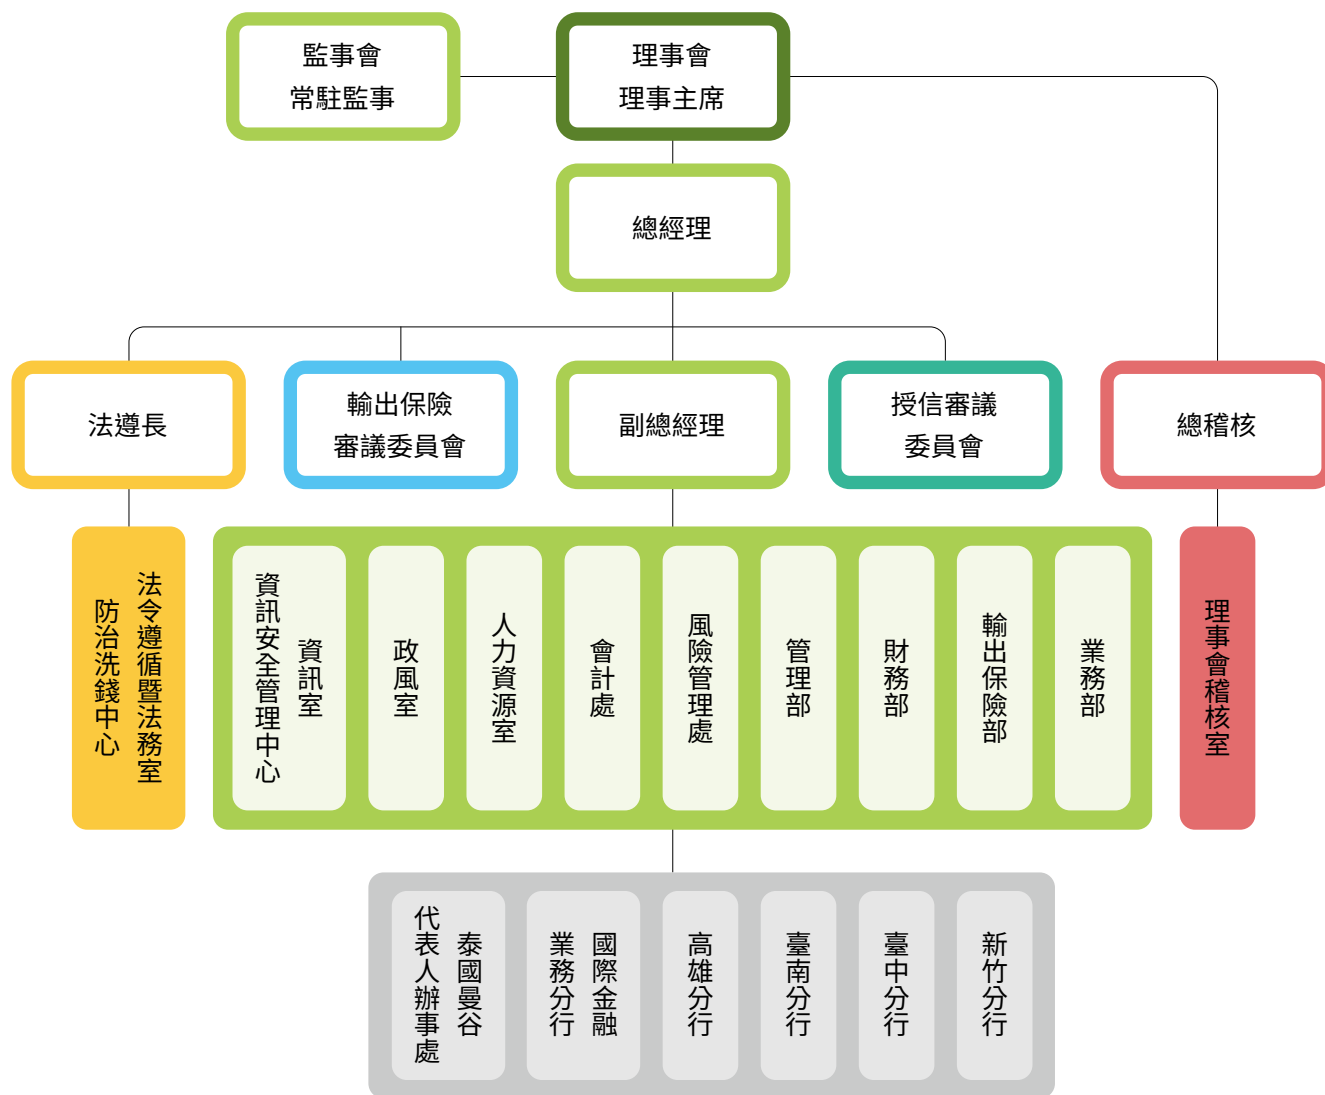 監事會
常駐監事
理事會
理事主席
總經理
法遵長
輸出保險
審議委員會
副總經理
授信審議
委員會
總稽核
法令遵循暨法務室
防治洗錢中心
資訊室
資訊安全管理中心
政風室
人力資源室
會計處
風險管理處
管理部
財務部
輸出保險部
業務部
理事會稽核室
泰國曼谷
代表人辦事處
國際金融
業務分行
高雄分行
臺南分行
臺中分行
新竹分行